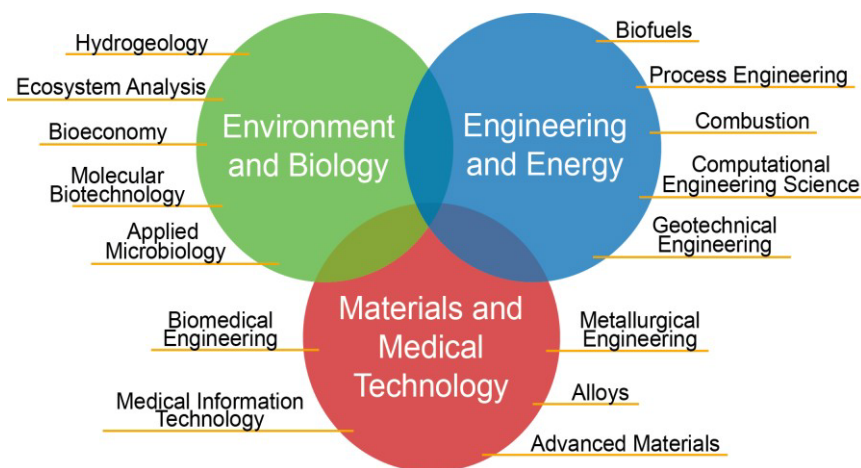 Hydrogeology
Ecosystem Analysis
Bioeconomy
Molecular
Biotechnology
Applied
Microbiology
Environment
and Biology
Engineering
and Energy
Biofuels
Process Engineering
Combustion
Computational
Engineering Science
Geotechnical
Engineering
Biomedical
Engineering
Medical Information
Technology
Materials and
Medical
Technology
Metallurgical
Engineering
Alloys
Advanced Materials